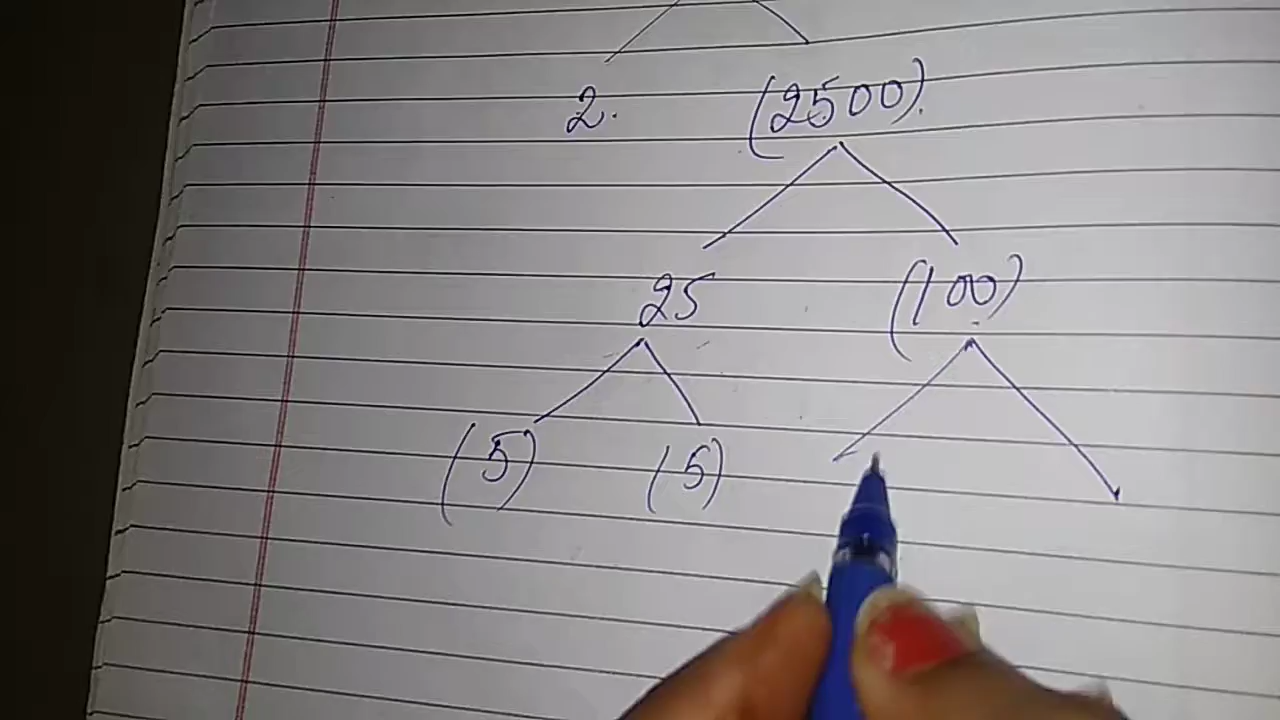 2. (2500).
25 (100)
(5) (5)